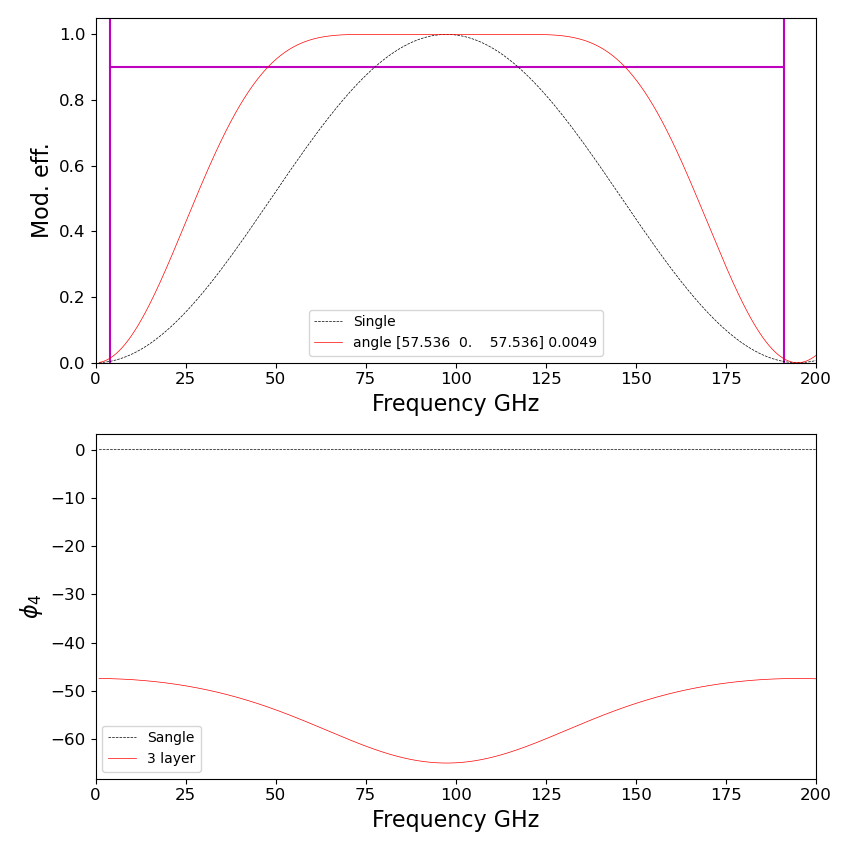 1.0
0.8
0.6
0.4
0.2
0.0
Mod. eff.
Single
angle [57.536  0.    57.536] 0.0049
0 25 50 75 100 125 150 175 200
Frequency GHz
0
−10
−20
−30
−40
−50
−60
ϕ4
Sangle
3 layer
0 25 50 75 100 125 150 175 200
Frequency GHz